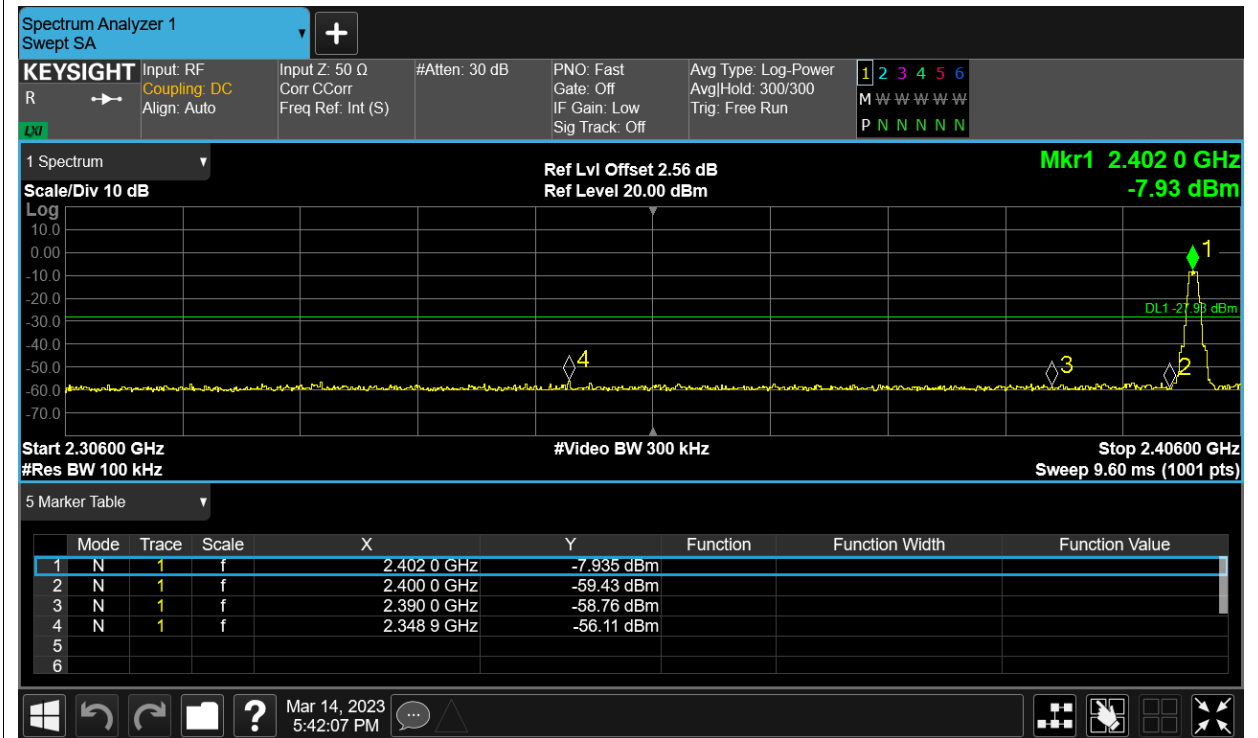 Spectrum Analyzer 1
Swept SA
KEYSIGHT
R
LXI
Input: RF
Coupling: DC
Align: Auto
Input Z: 50 Ω
Corr CCorr
Freq Ref: Int (S)
#Atten: 30 dB
PNO: Fast
Gate: Off
IF Gain: Low
Sig Track: Off
Avg Type: Log-Power
Avg|Hold: 300/300
Trig: Free Run
1 2 3 4 5 6
M W W W W W
P N N N N N
1 Spectrum
Scale/Div 10 dB
Ref Lvl Offset 2.56 dB
Ref Level 20.00 dBm
Mkr1 2.402 0 GHz
-7.93 dBm
Log
10.0
0.00
-10.0
-20.0
-30.0
-40.0
-50.0
-60.0
-70.0
1
DL1 -27.93 dBm
4
3
2
Start 2.30600 GHz
#Res BW 100 kHz
#Video BW 300 kHz
Stop 2.40600 GHz
Sweep 9.60 ms (1001 pts)
5 Marker Table
Mode Trace Scale X Y Function Function Width Function Value
1 N 1 f 2.402 0 GHz -7.935 dBm
2 N 1 f 2.400 0 GHz -59.43 dBm
3 N 1 f 2.390 0 GHz -58.76 dBm
4 N 1 f 2.348 9 GHz -56.11 dBm
5
6
?
Mar 14, 2023
5:42:07 PM